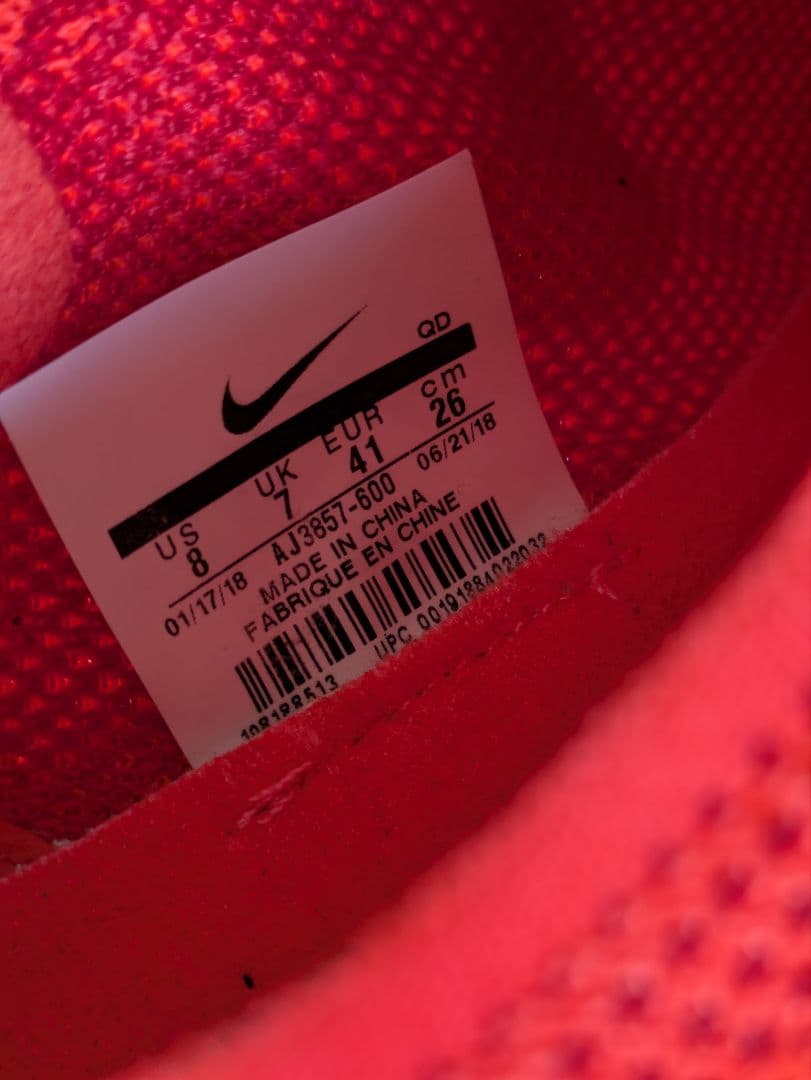 QD
US UK EUR cm
8 7 41 26
01/17/18 AJ3857-600 06/21/18
MADE IN CHINA
FABRIQUE EN CHINE
UPC